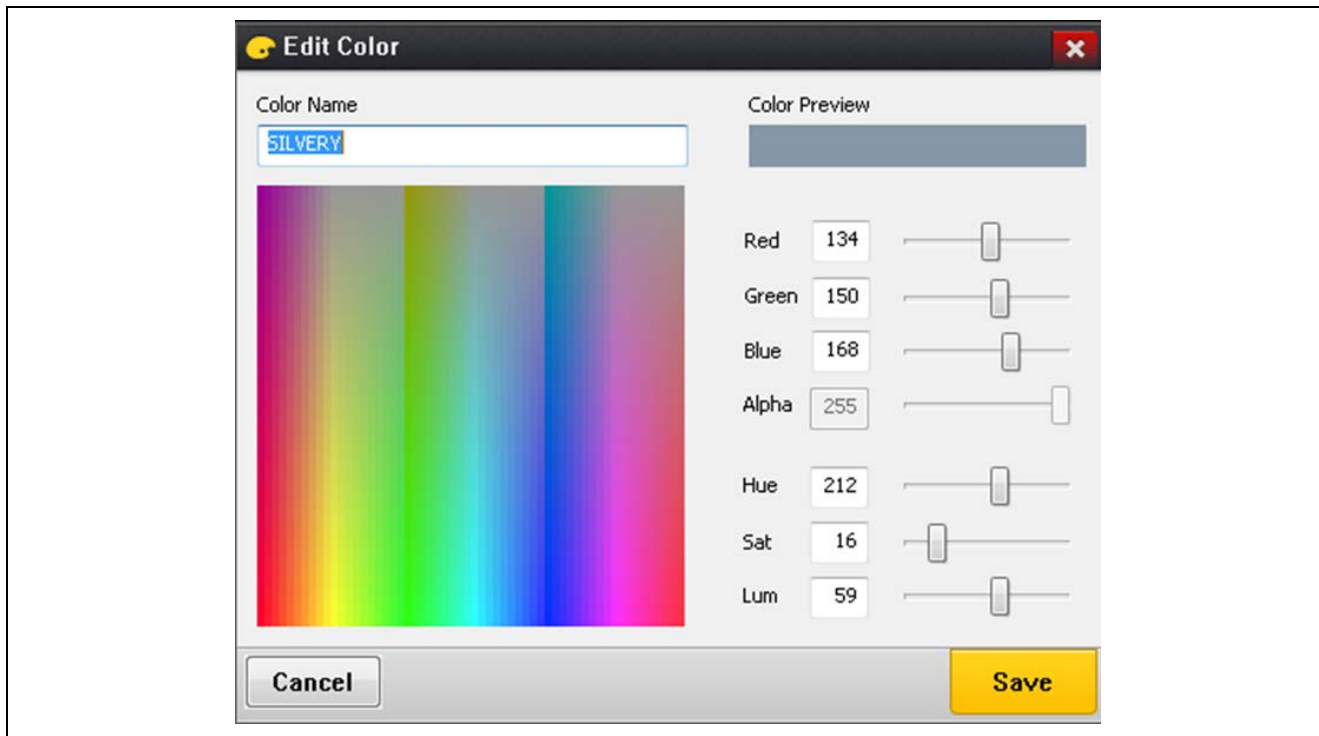 Edit Color
Color Name
Color Preview
SILVERY
Red 134
Green 150
Blue 168
Alpha 255
Hue 212
Sat 16
Lum 59
Cancel
Save